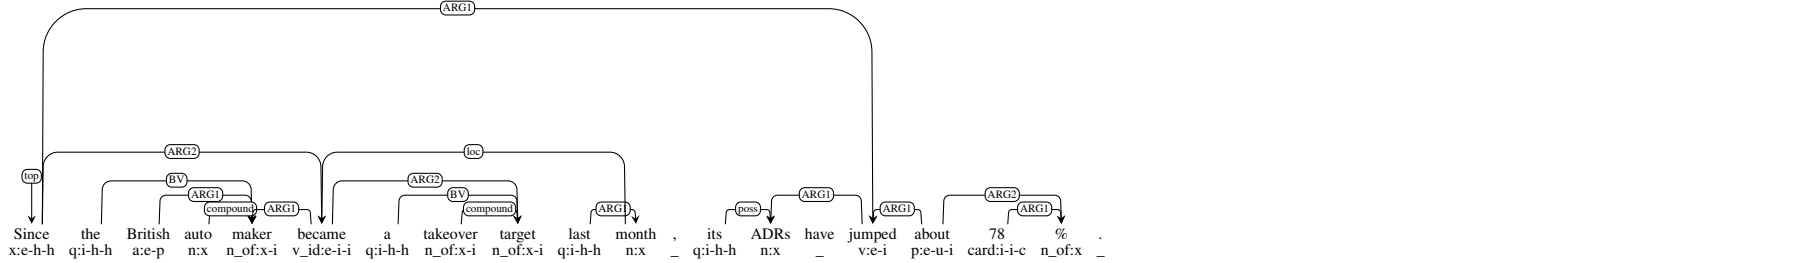 ARG1
ARG2 loc
top BV ARG2
ARG1 BV ARG1 ARG2
compound ARG1 compound ARG1 poss ARG1 ARG1
Since the British auto maker became a takeover target last month , its ADRs have jumped about 78 % .
x:e-h-h q:i-h-h a:e-p n:x n_of:x-i v_id:e-i-i q:i-h-h n_of:x-i n_of:x-i q:i-h-h n:x _ q:i-h-h n:x _ v:e-i p:e-u-i card:i-i-c n_of:x _